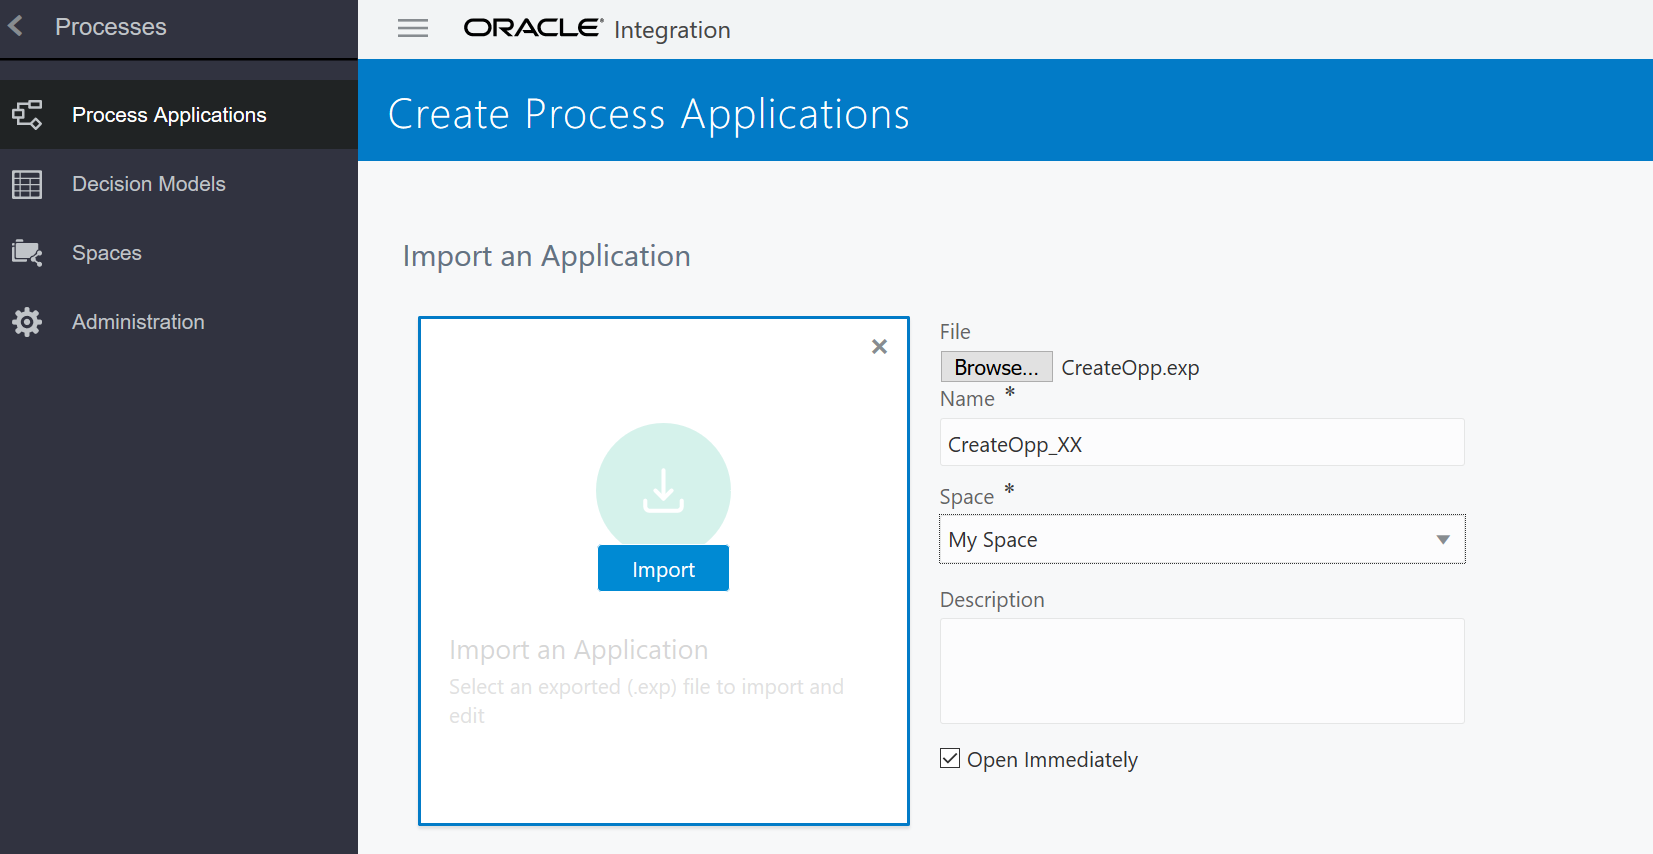 Processes
ORACLE® Integration
Process Applications
Decision Models
Spaces
Administration
Create Process Applications
Import an Application
Import
Import an Application
Select an exported (.exp) file to import and
edit
File
Browse... CreateOpp.exp
Name *
CreateOpp_XX
Space *
My Space
Description
Open Immediately